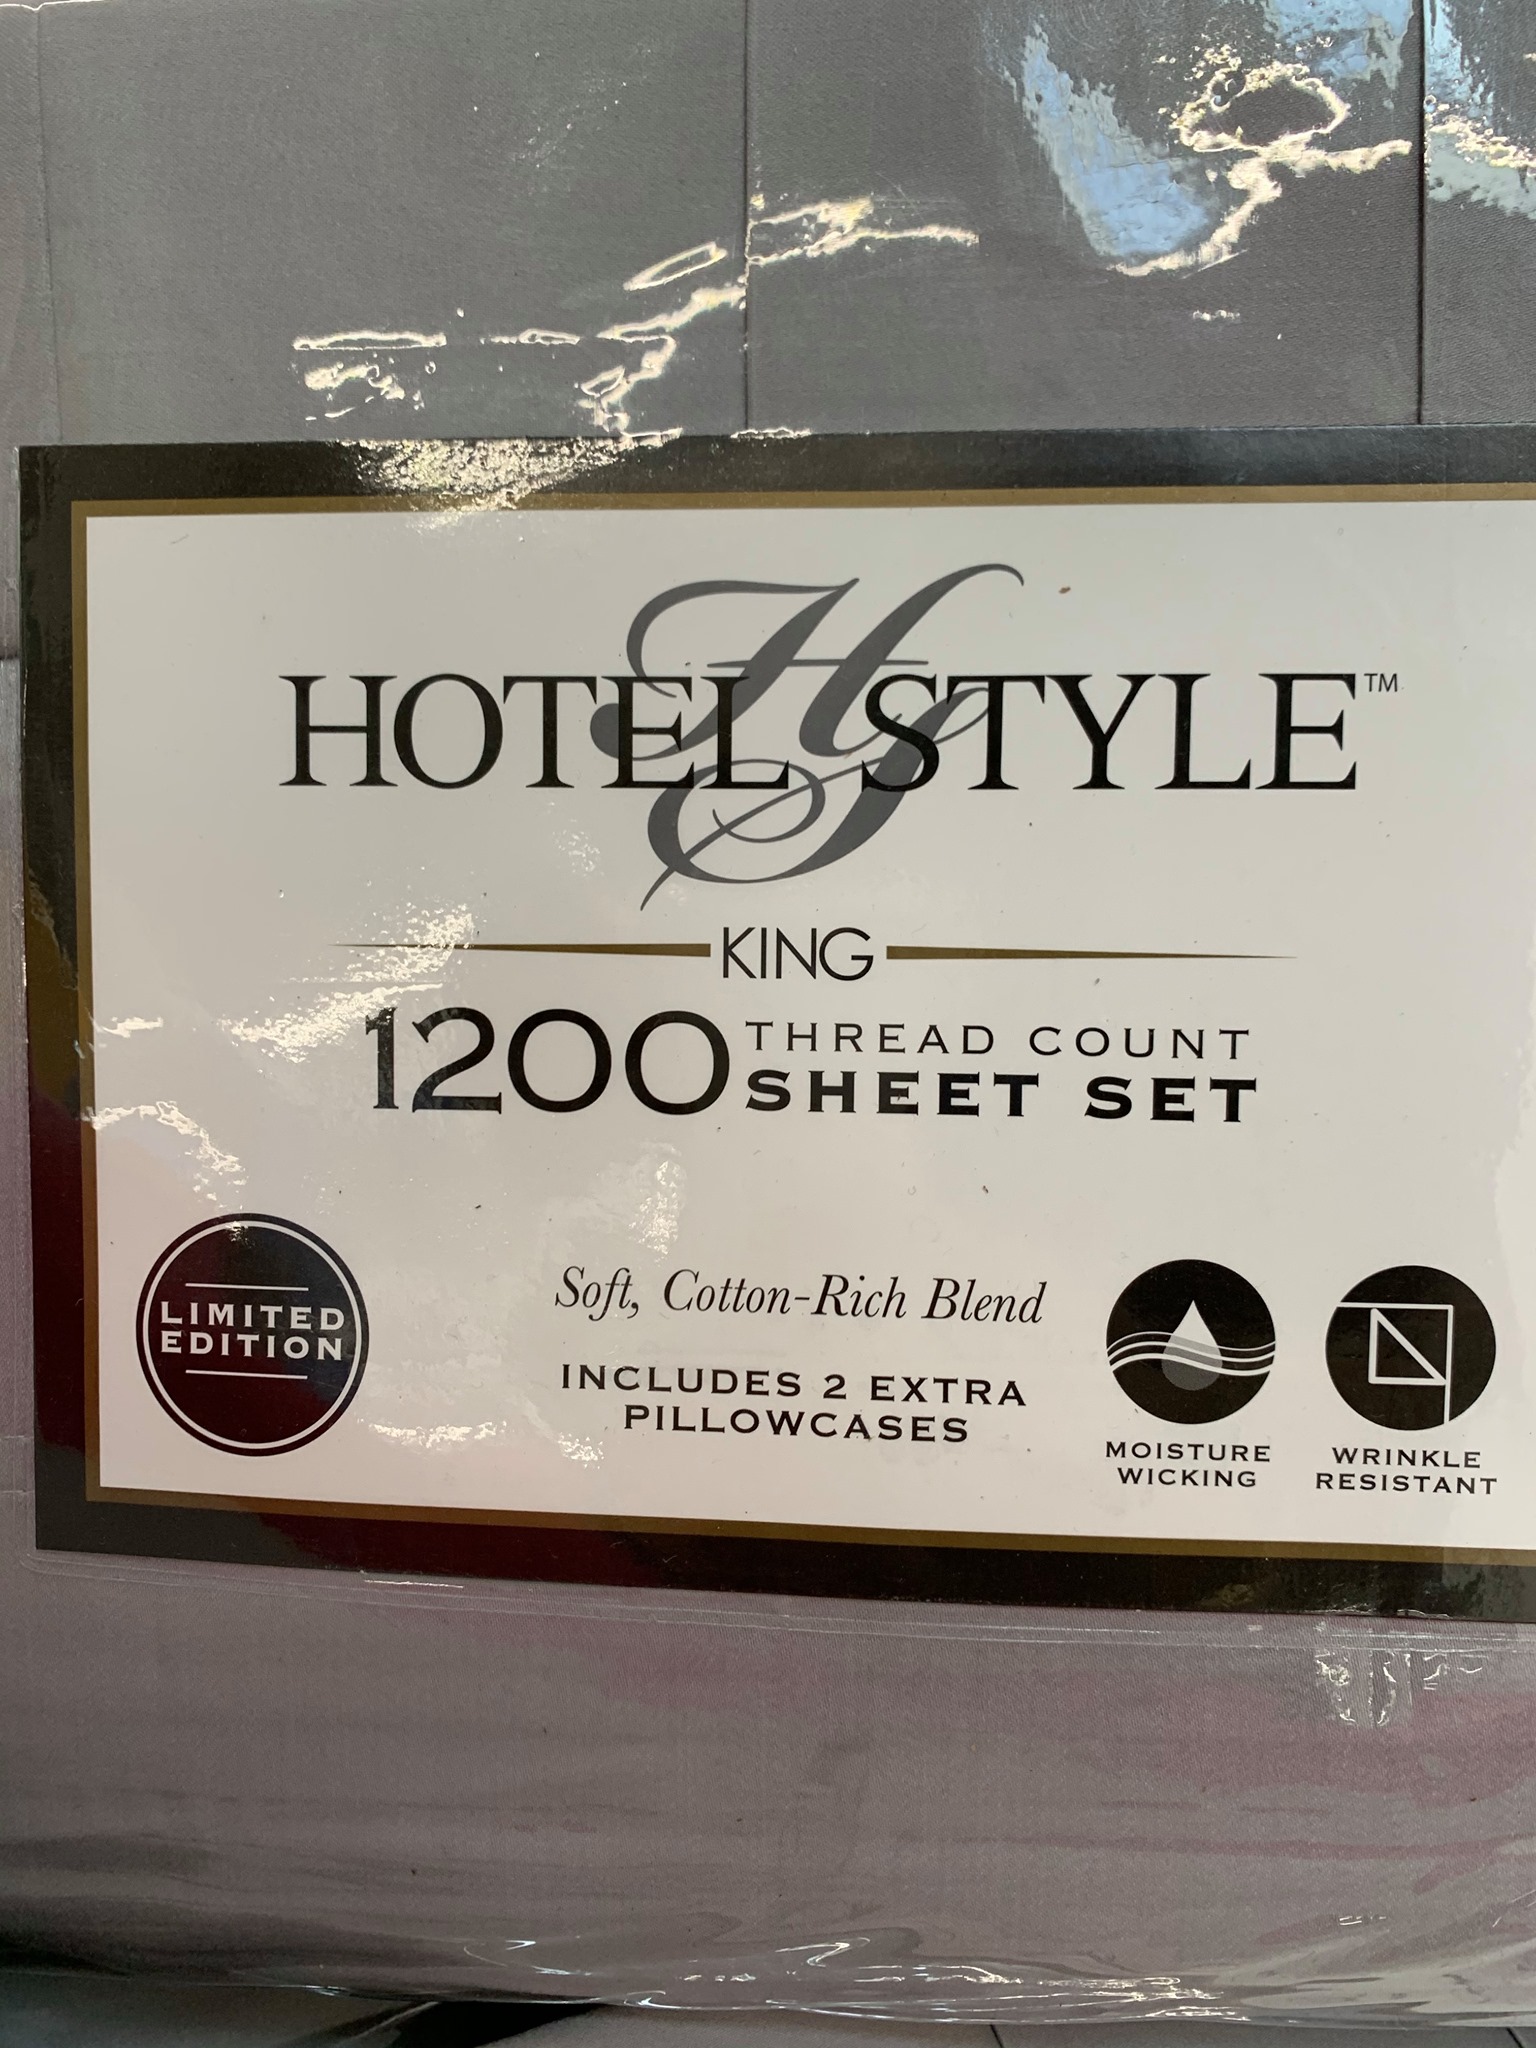 HOTEL STYLE™
HS
KING
1200 THREAD COUNT
SHEET SET
LIMITED
EDITION
Soft, Cotton-Rich Blend
INCLUDES 2 EXTRA
PILLOWCASES
MOISTURE
WICKING
WRINKLE
RESISTANT